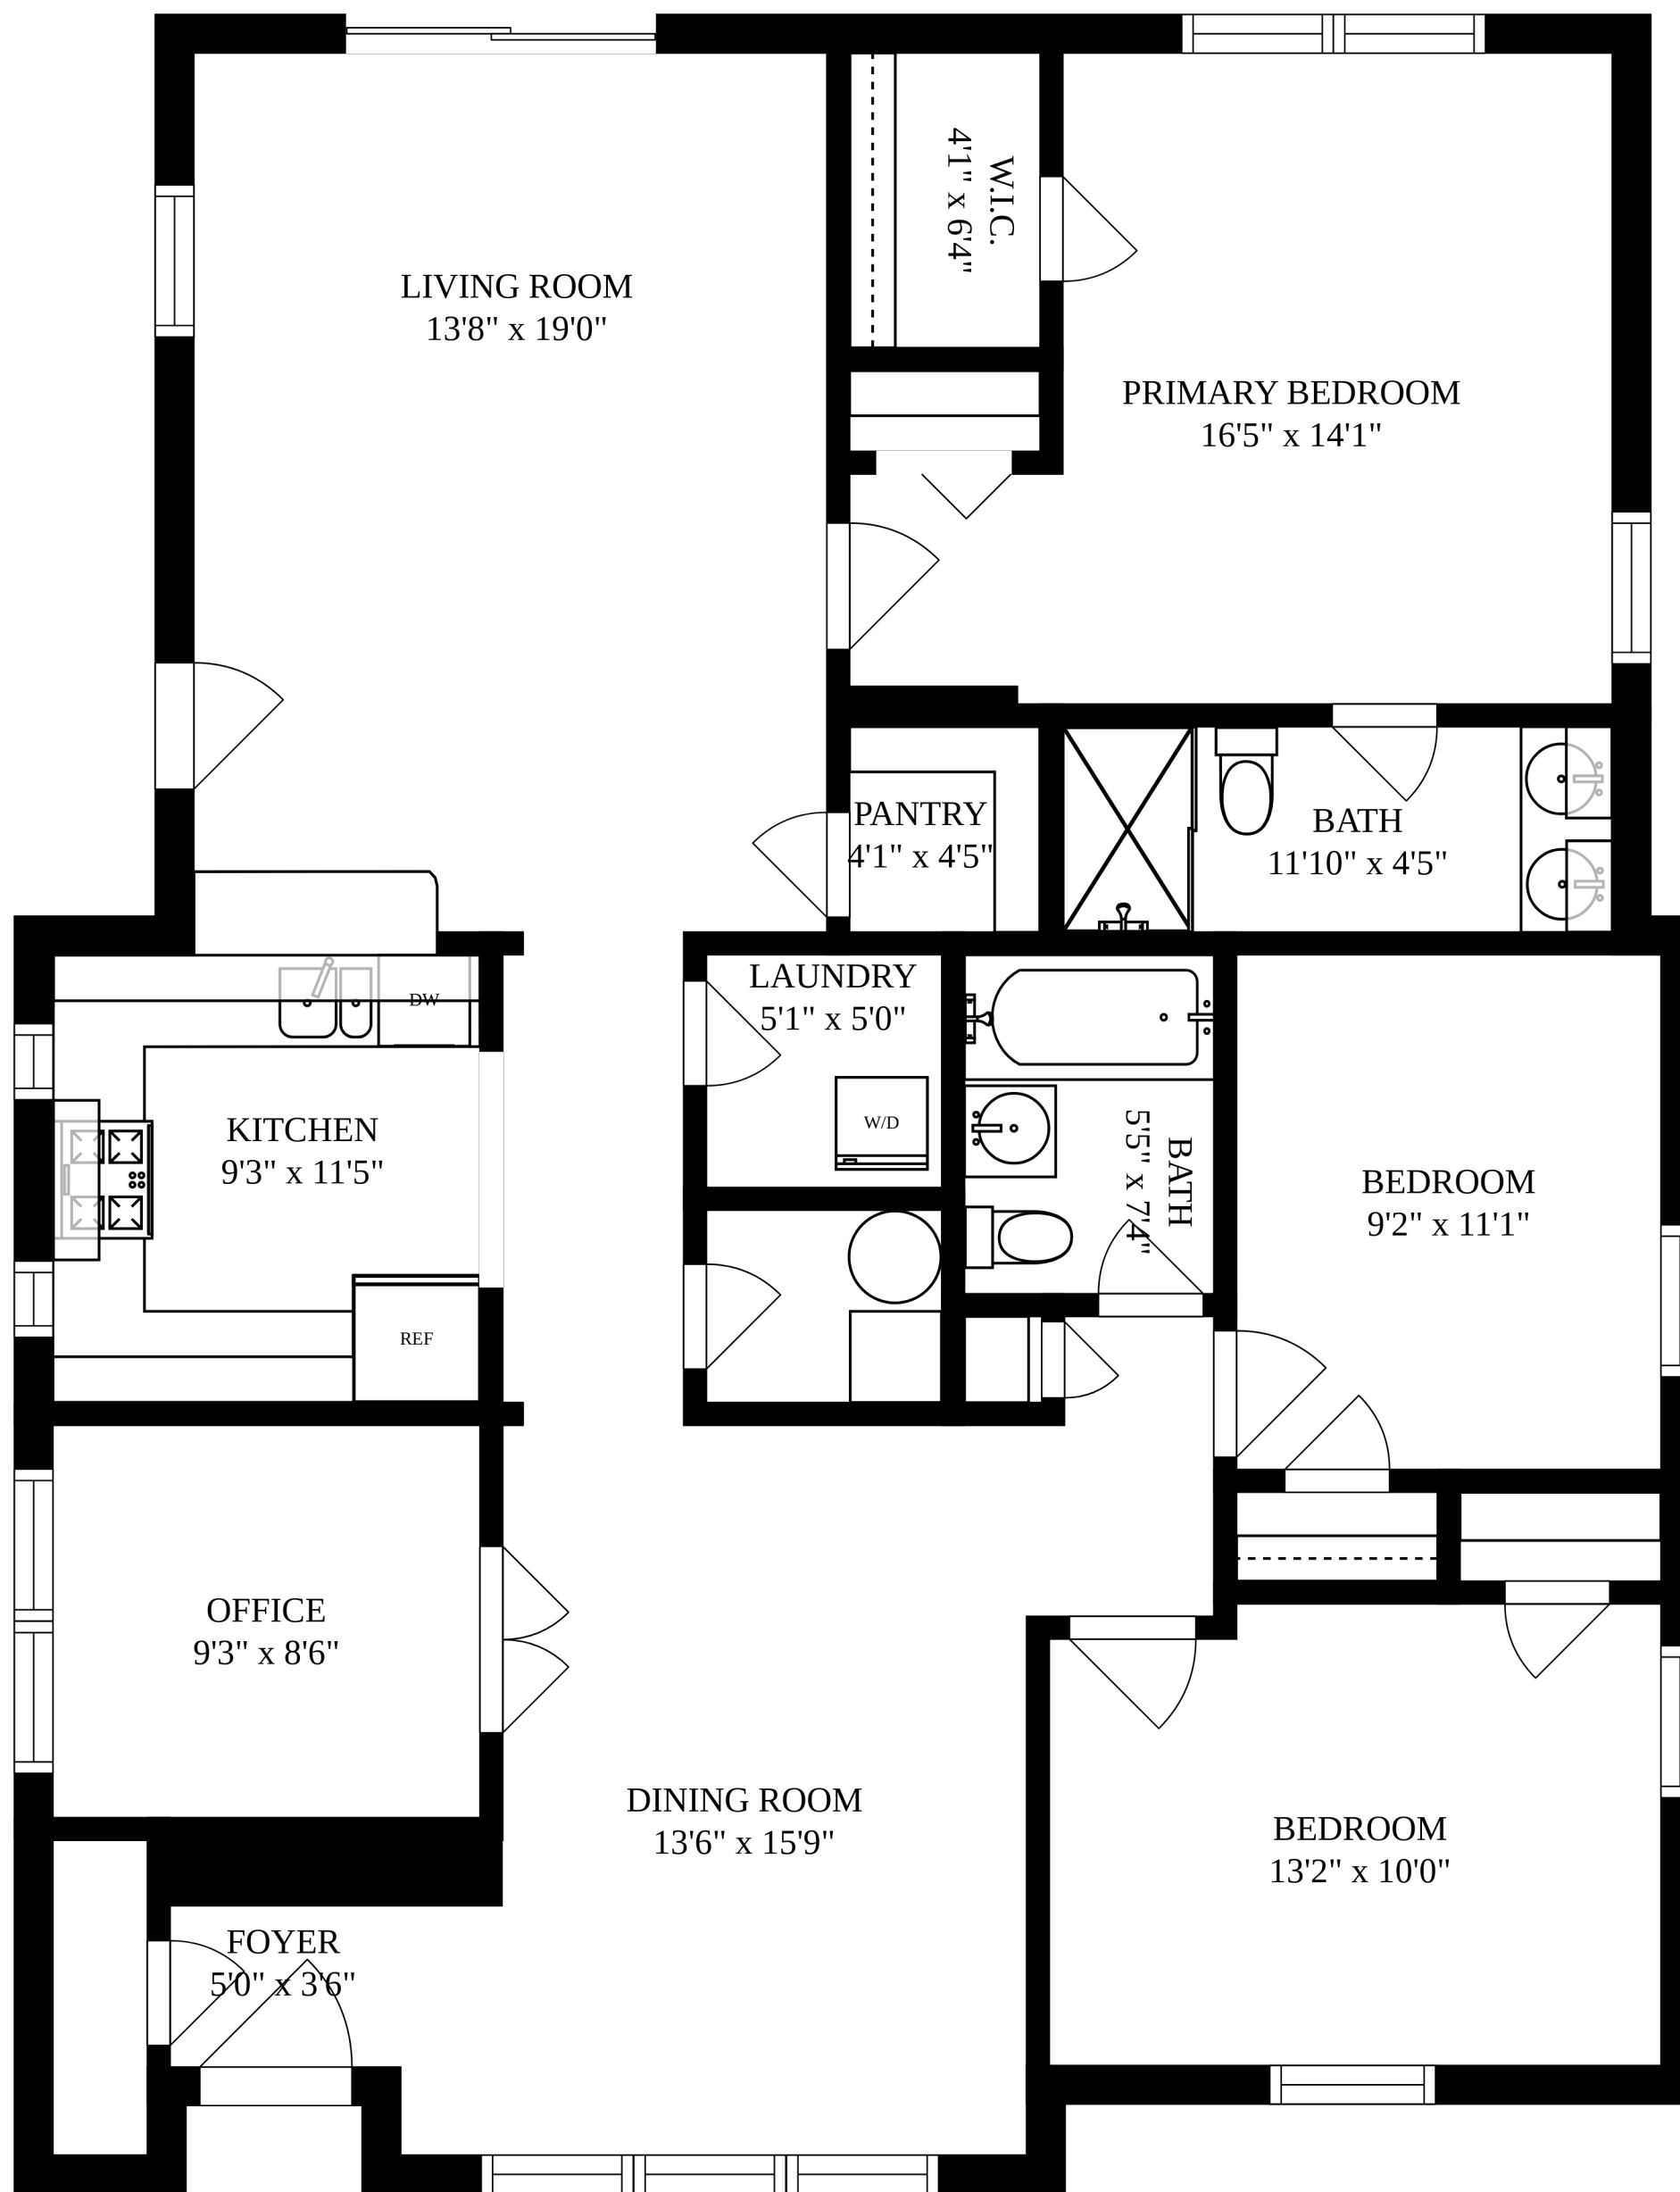 W.I.C.
4'1" x 6'4"
LIVING ROOM
13'8" x 19'0"
PRIMARY BEDROOM
16'5" x 14'1"
PANTRY
4'1" x 4'5"
BATH
11'10" x 4'5"
LAUNDRY
5'1" x 5'0"
DW
KITCHEN
9'3" x 11'5"
W/D
BATH
5'5" x 7'4"
BEDROOM
9'2" x 11'1"
REF
OFFICE
9'3" x 8'6"
DINING ROOM
13'6" x 15'9"
BEDROOM
13'2" x 10'0"
FOYER
5'0" x 3'6"